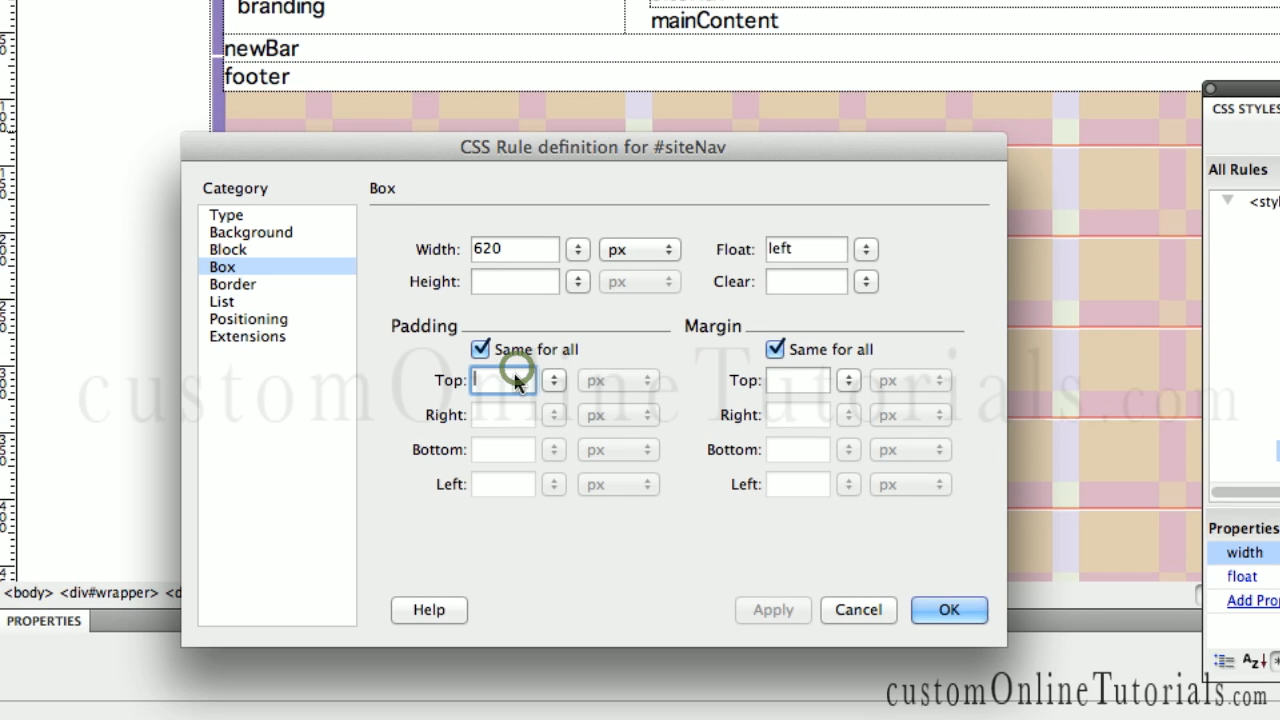 branding
mainContent
newBar
footer
CSS STYLES
CSS Rule definition for #siteNav
All Rules
Category
Box
Type
Background
Block
Box
Border
List
Positioning
Extensions
Width: 620 px
Float: left
Height: px
Clear:
Padding
Margin
Same for all
Same for all
Top: px
Top: px
Right: px
Right: px
Bottom: px
Bottom: px
Left: px
Left: px
customOnlineTutorials.com
Properties
width
float
<body> <div#wrapper>
Help
Apply
Cancel
OK
PROPERTIES
customOnlineTutorials.com